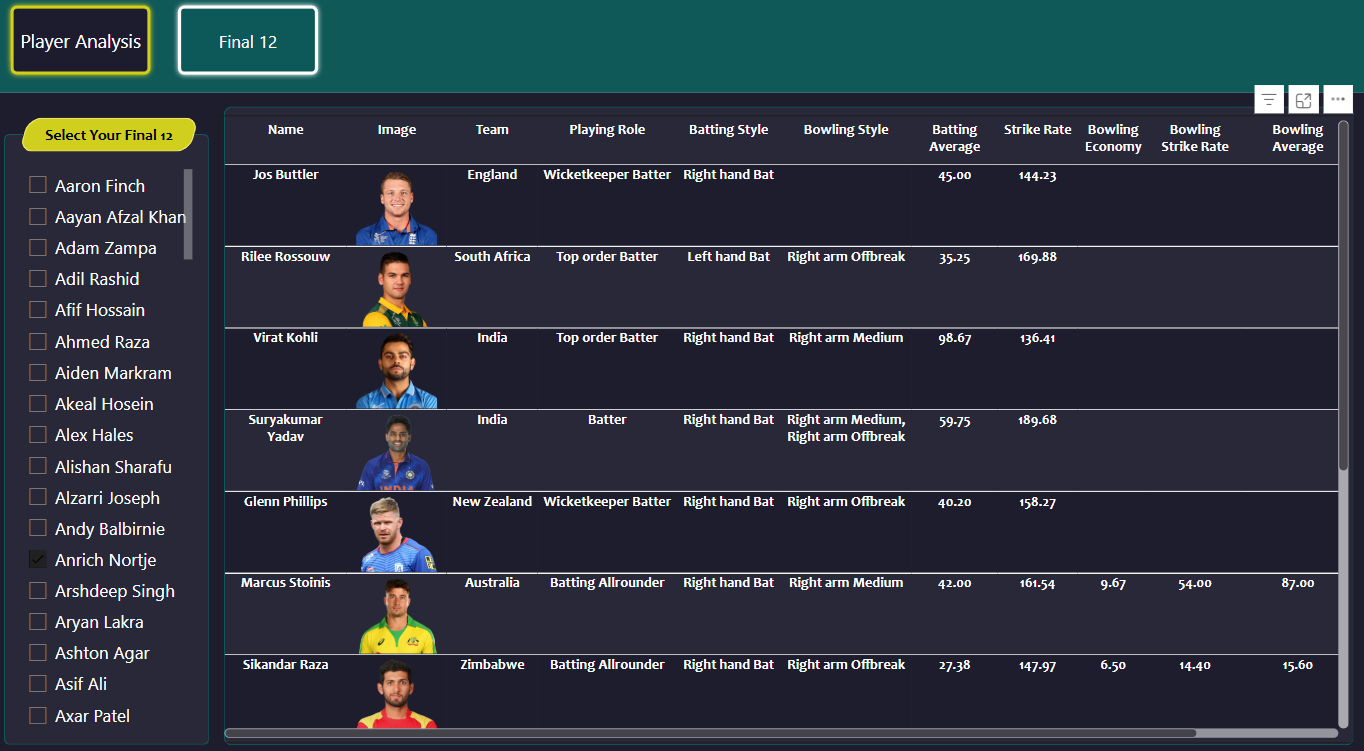 Player Analysis
Final 12
Select Your Final 12
Aaron Finch
Aayan Afzal Khan
Adam Zampa
Adil Rashid
Afif Hossain
Ahmed Raza
Aiden Markram
Akeal Hosein
Alex Hales
Alishan Sharafu
Alzarri Joseph
Andy Balbirnie
Anrich Nortje
Arshdeep Singh
Aryan Lakra
Ashton Agar
Asif Ali
Axar Patel
Name Image Team Playing Role Batting Style Bowling Style Batting Strike Rate Bowling Bowling Bowling
Average Economy Strike Rate Average
Jos Buttler England Wicketkeeper Batter Right hand Bat 45.00 144.23
Rilee Rossouw South Africa Top order Batter Left hand Bat Right arm Offbreak 35.25 169.88
Virat Kohli India Top order Batter Right hand Bat Right arm Medium 98.67 136.41
Suryakumar India Batter Right hand Bat Right arm Medium, 59.75 189.68
Yadav Right arm Offbreak
INDIA
Glenn Phillips New Zealand Wicketkeeper Batter Right hand Bat Right arm Offbreak 40.20 158.27
Marcus Stoinis Australia Batting Allrounder Right hand Bat Right arm Medium 42.00 161.54 9.67 54.00 87.00
Sikandar Raza Zimbabwe Batting Allrounder Right hand Bat Right arm Offbreak 27.38 147.97 6.50 14.40 15.60